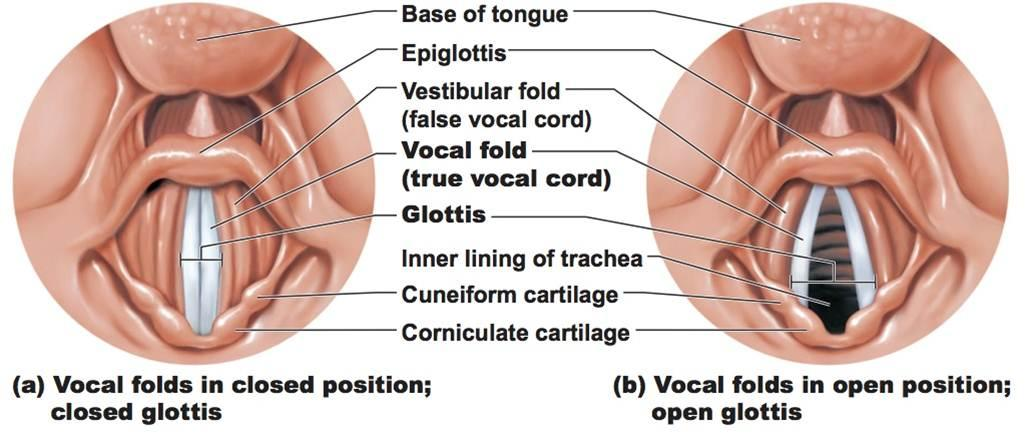 Base of tongue
Epiglottis
Vestibular fold
(false vocal cord)
Vocal fold
(true vocal cord)
Glottis
Inner lining of trachea
Cuneiform cartilage
Corniculate cartilage
(a) Vocal folds in closed position;
closed glottis
(b) Vocal folds in open position;
open glottis